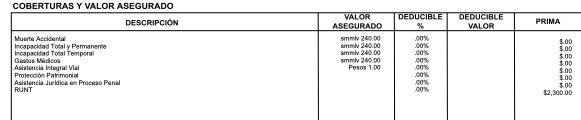 COBERTURAS Y VALOR ASEGURADO
DESCRIPCIÓN VALOR ASEGURADO DEDUCIBLE % DEDUCIBLE VALOR PRIMA
Muerte Accidental smmlv 240.00 .00% $.00
Incapacidad Total y Permanente smmlv 240.00 .00% $.00
Incapacidad Total Temporal smmlv 240.00 .00% $.00
Gastos Médicos smmlv 240.00 .00% $.00
Asistencia Integral Vial Pesos 1.00 .00% $.00
Protección Patrimonial .00% $.00
Asistencia Jurídica en Proceso Penal .00% $.00
RUNT .00% $2,300.00